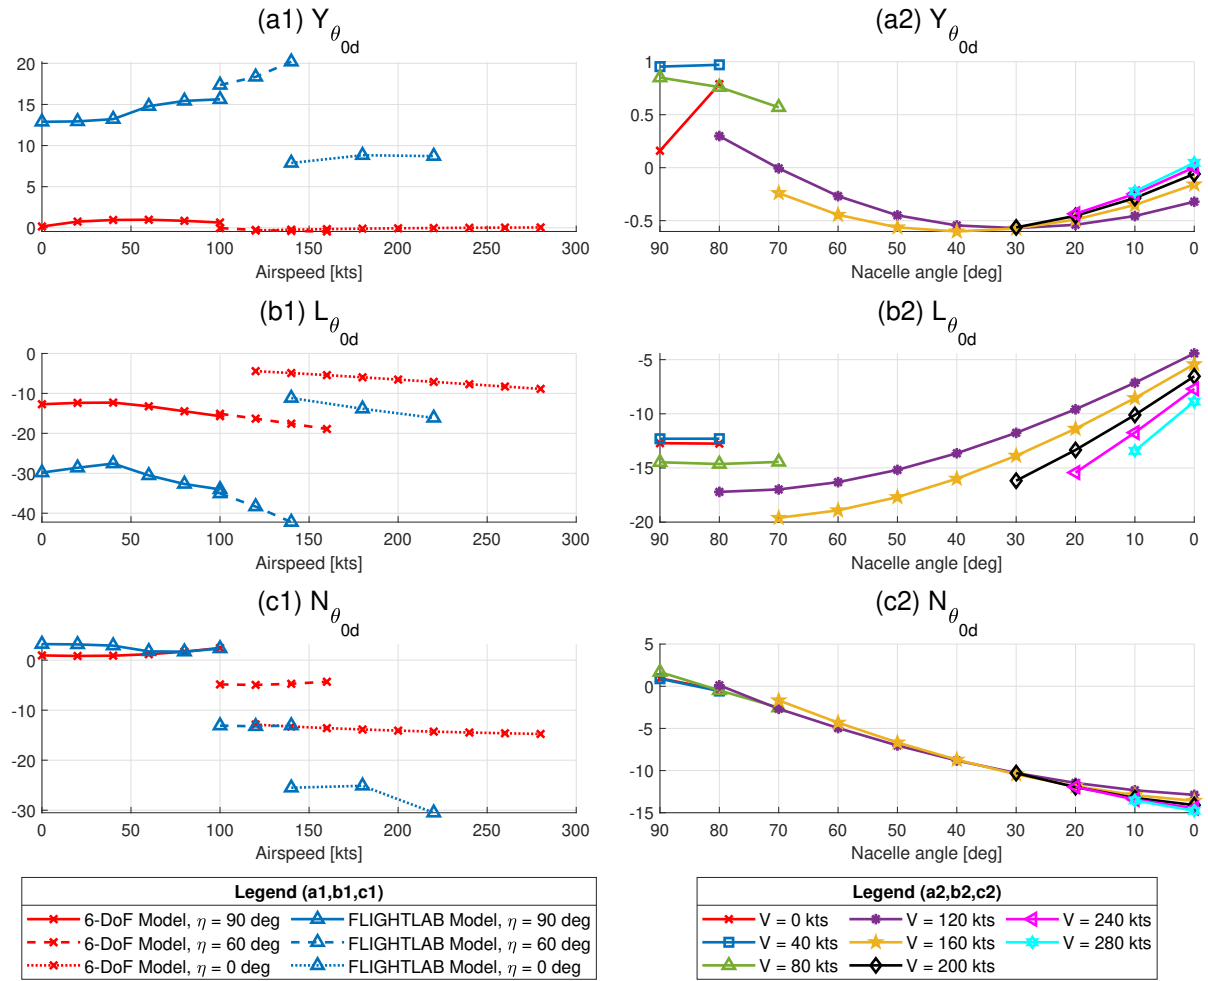 (a1) Y_θ_0d
20
15
10
5
0
0 50 100 150 200 250 300
Airspeed [kts]
(a2) Y_θ_0d
1
0.5
0
-0.5
90 80 70 60 50 40 30 20 10 0
Nacelle angle [deg]
(b1) L_θ_0d
0
-10
-20
-30
-40
0 50 100 150 200 250 300
Airspeed [kts]
(b2) L_θ_0d
-5
-10
-15
-20
90 80 70 60 50 40 30 20 10 0
Nacelle angle [deg]
(c1) N_θ_0d
0
-10
-20
-30
0 50 100 150 200 250 300
Airspeed [kts]
(c2) N_θ_0d
5
0
-5
-10
-15
90 80 70 60 50 40 30 20 10 0
Nacelle angle [deg]
Legend (a1,b1,c1)
6-DoF Model, η = 90 deg FLIGHTLAB Model, η = 90 deg
6-DoF Model, η = 60 deg FLIGHTLAB Model, η = 60 deg
6-DoF Model, η = 0 deg FLIGHTLAB Model, η = 0 deg
Legend (a2,b2,c2)
V = 0 kts V = 120 kts V = 240 kts
V = 40 kts V = 160 kts V = 280 kts
V = 80 kts V = 200 kts